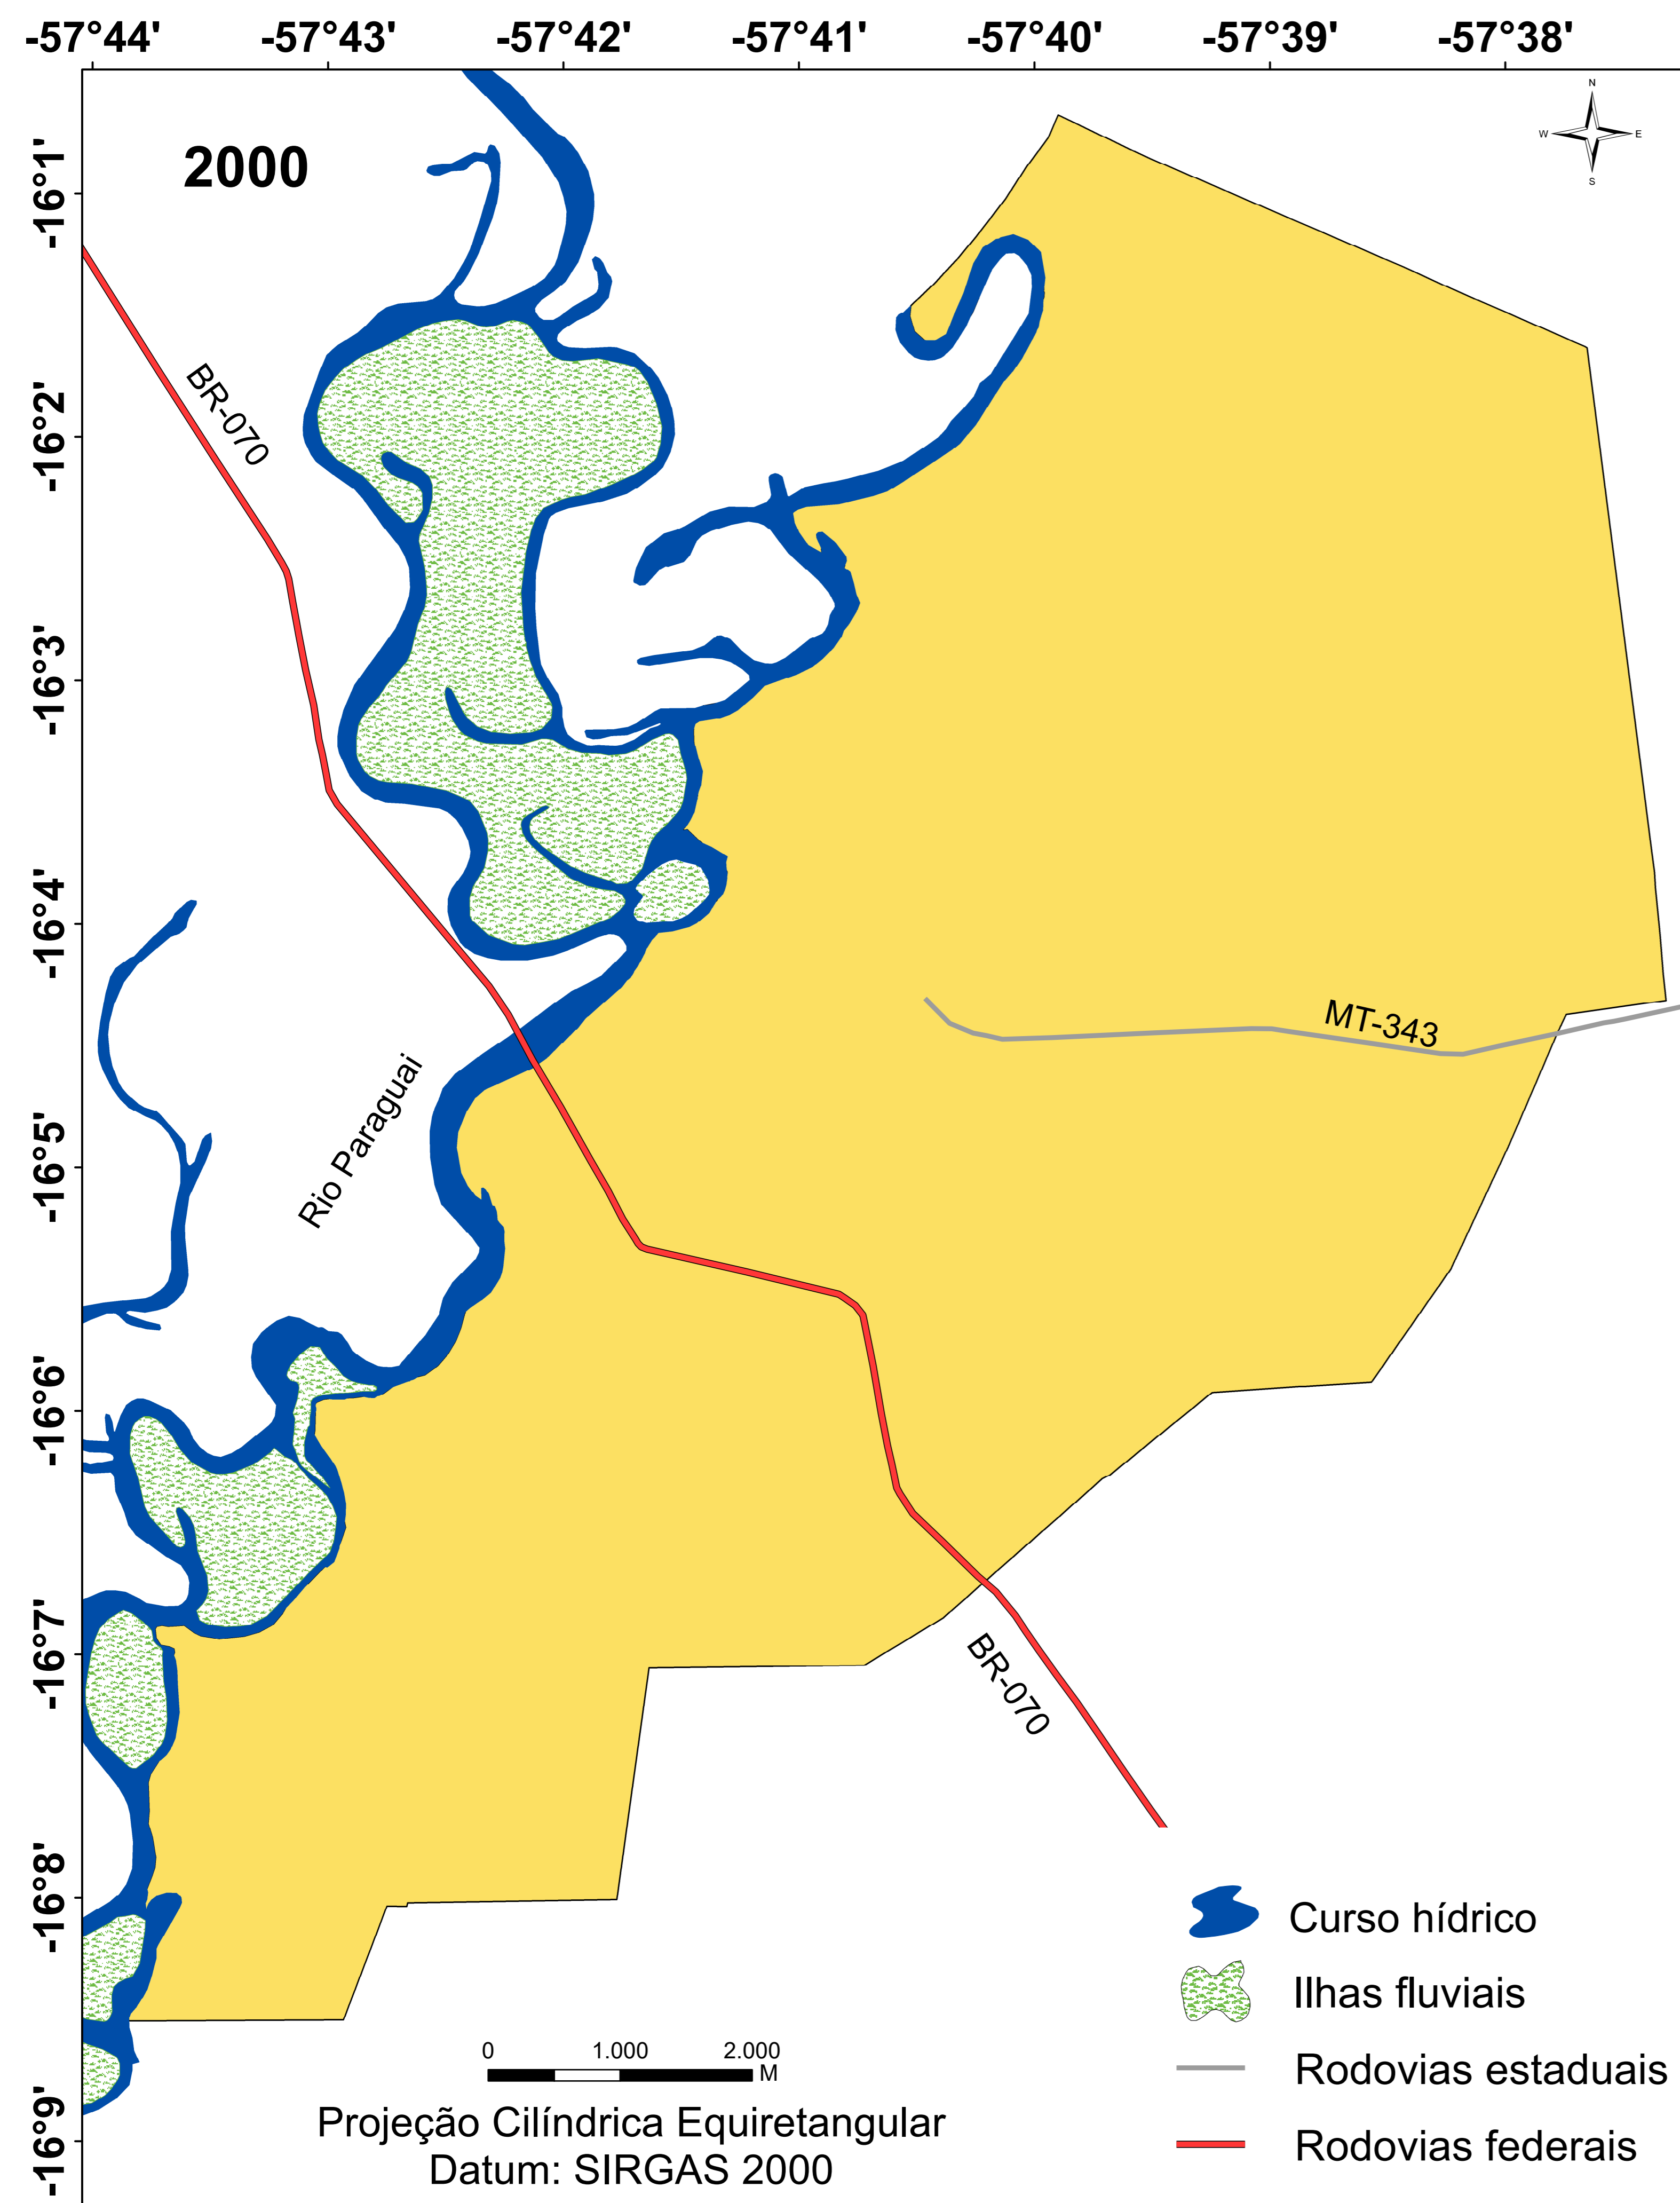 -57°44' -57°43' -57°42' -57°41' -57°40' -57°39' -57°38'
N
W E
S
2000
-16°1'
-16°2'
-16°3'
-16°4'
-16°5'
-16°6'
-16°7'
-16°8'
-16°9'
BR-070
MT-343
Rio Paraguai
BR-070
Curso hídrico
Ilhas fluviais
Rodovias estaduais
Rodovias federais
0 1.000 2.000
M
Projeção Cilíndrica Equiretangular
Datum: SIRGAS 2000